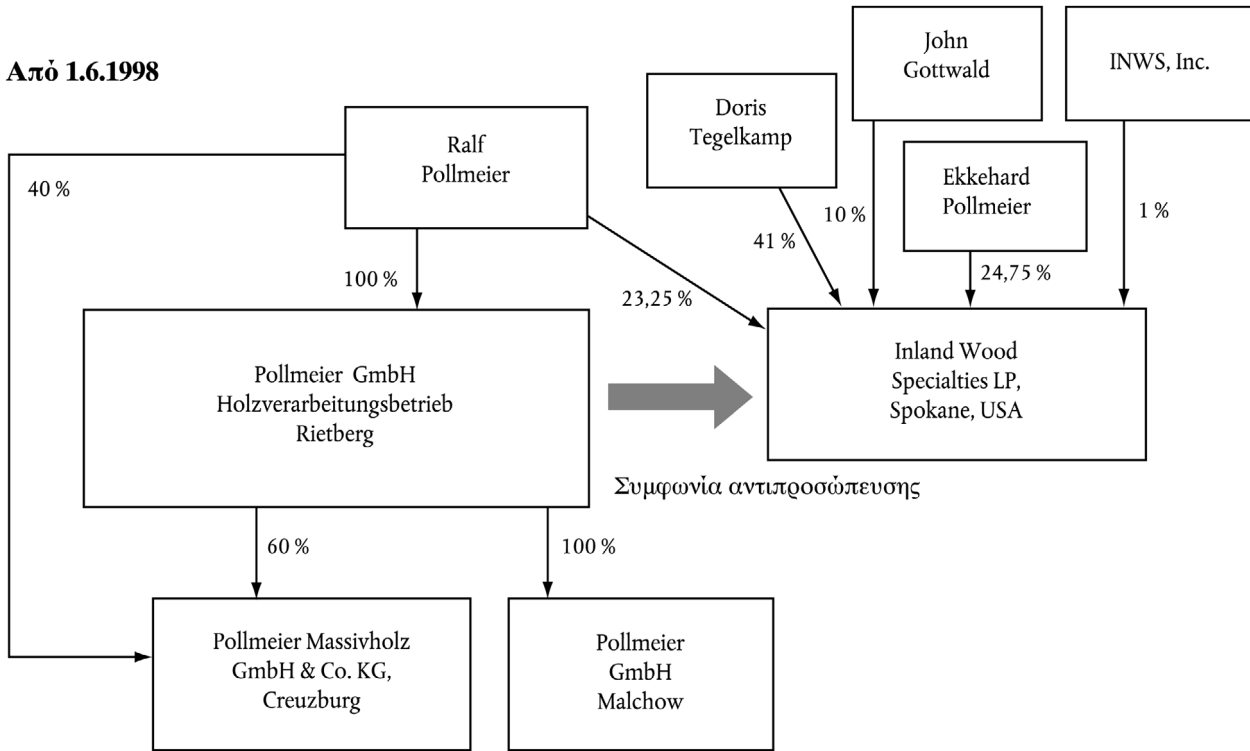 Από 1.6.1998
John
Gottwald
INWS, Inc.
Doris
Tegelkamp
Ralf
Pollmeier
Ekkehard
Pollmeier
40 %
100 %
23,25 %
41 %
10 %
24,75 %
1 %
Pollmeier GmbH
Holzverarbeitungsbetrieb
Rietberg
Inland Wood
Specialties LP,
Spokane, USA
Συμφωνία αντιπροσώπευσης
60 %
100 %
Pollmeier Massivholz
GmbH & Co. KG,
Creuzburg
Pollmeier
GmbH
Malchow